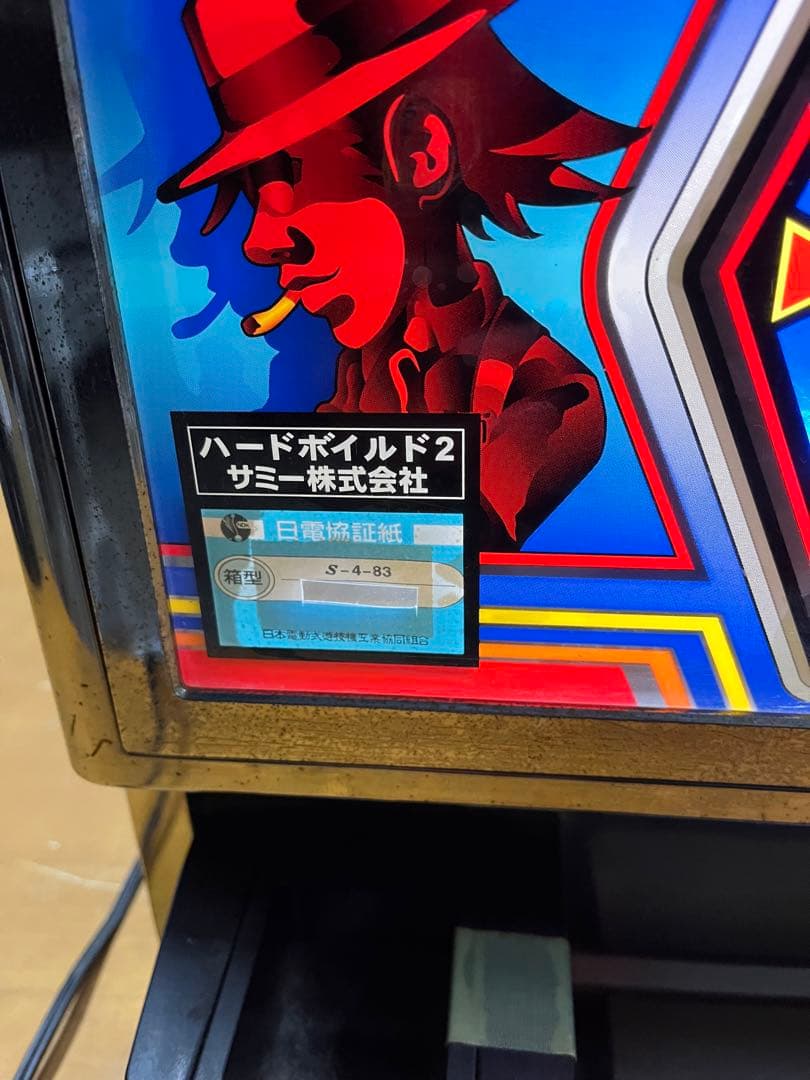 ハードボイルド2
サミー株式会社
日電協証紙
箱型
S-4-83
日本電動式遊技機工業協同組合